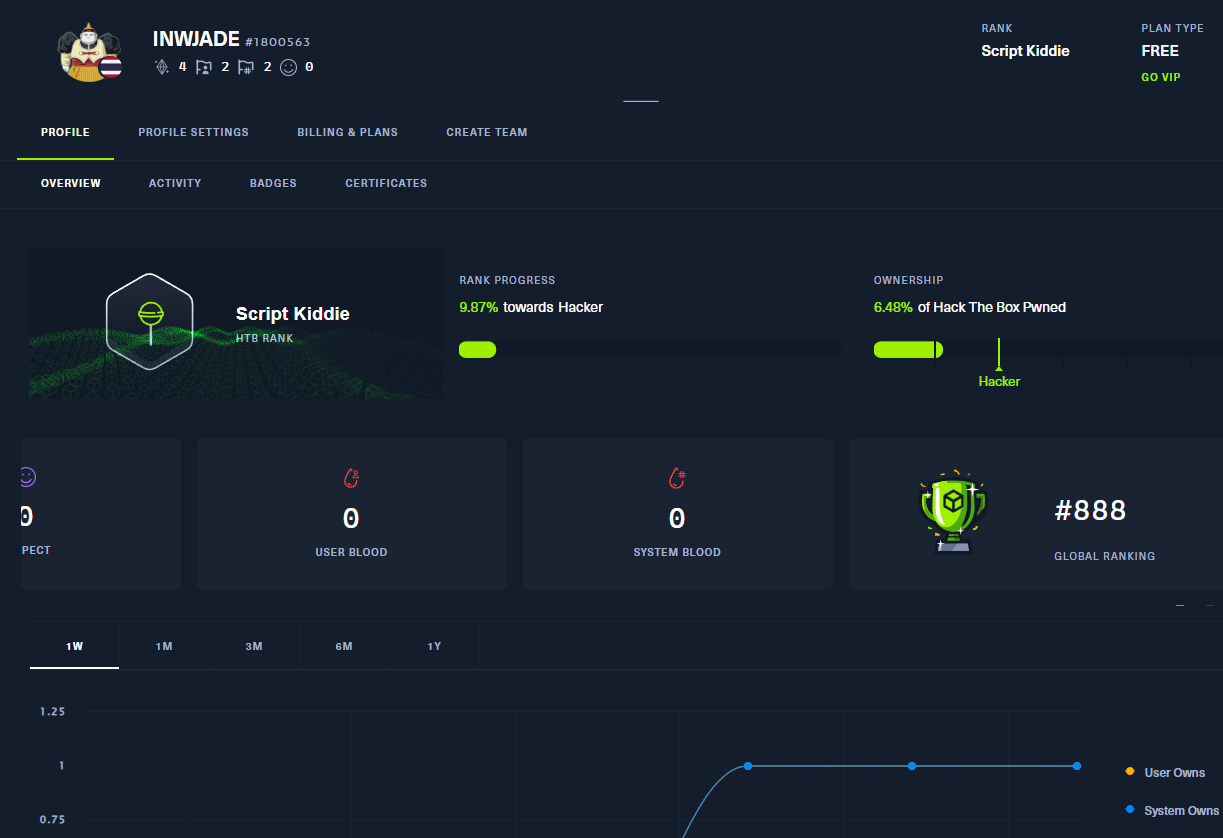 INWJADE #1800563
4 2 2 0
RANK
Script Kiddie
PLAN TYPE
FREE
GO VIP
PROFILE PROFILE SETTINGS BILLING & PLANS CREATE TEAM
OVERVIEW ACTIVITY BADGES CERTIFICATES
Script Kiddie
HTB RANK
RANK PROGRESS
9.87% towards Hacker
OWNERSHIP
6.48% of Hack The Box Pwned
Hacker
0
PECT
0
USER BLOOD
0
SYSTEM BLOOD
#888
GLOBAL RANKING
1W 1M 3M 6M 1Y
1.25
1
0.75
User Owns
System Owns